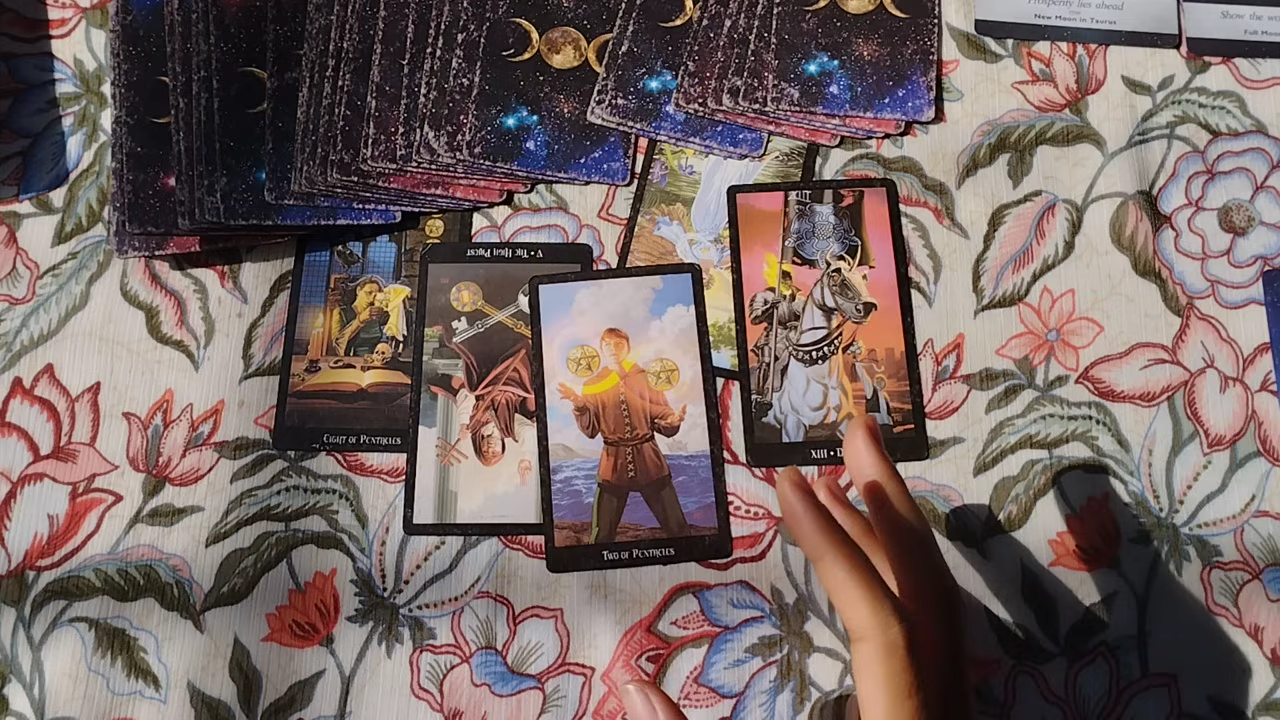 Prosperity lies ahead
New Moon in Taurus
Show the
Full Moon
V • The High Priest
XIII
Eight of Pentacles
XIII • D
Two of Pentacles